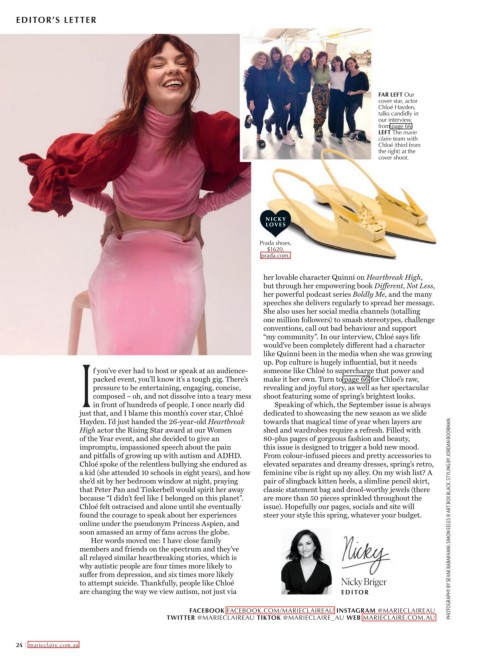 EDITOR'S LETTER
FAR LEFT Our
cover star, actor
Chloé Hayden,
talks candidly in
our interview,
from page 66.
LEFT The marie
claire team with
Chloé (third from
the right) at the
cover shoot.
NICKY
LOVES
Prada shoes,
$1620,
prada.com.
If you've ever had to host or speak at an audience-
packed event, you'll know it's a tough gig. There's
pressure to be entertaining, engaging, concise,
composed – oh, and not dissolve into a teary mess
in front of hundreds of people. I once nearly did
just that, and I blame this month's cover star, Chloé
Hayden. I'd just handed the 26-year-old Heartbreak
High actor the Rising Star award at our Women
of the Year event, and she decided to give an
impromptu, impassioned speech about the pain
and pitfalls of growing up with autism and ADHD.
Chloé spoke of the relentless bullying she endured as
a kid (she attended 10 schools in eight years), and how
she'd sit by her bedroom window at night, praying
that Peter Pan and Tinkerbell would spirit her away
because "I didn't feel like I belonged on this planet".
Chloé felt ostracised and alone until she eventually
found the courage to speak about her experiences
online under the pseudonym Princess Aspien, and
soon amassed an army of fans across the globe.
Her words moved me: I have close family
members and friends on the spectrum and they've
all relayed similar heartbreaking stories, which is
why autistic people are four times more likely to
suffer from depression, and six times more likely
to attempt suicide. Thankfully, people like Chloé
are changing the way we view autism, not just via
her lovable character Quinni on Heartbreak High,
but through her empowering book Different, Not Less,
her powerful podcast series Boldly Me, and the many
speeches she delivers regularly to spread her message.
She also uses her social media channels (totalling
one million followers) to smash stereotypes, challenge
conventions, call out bad behaviour and support
"my community". In our interview, Chloé says life
would've been completely different had a character
like Quinni been in the media when she was growing
up. Pop culture is hugely influential, but it needs
someone like Chloé to supercharge that power and
make it her own. Turn to page 66 for Chloé's raw,
revealing and joyful story, as well as her spectacular
shoot featuring some of spring's brightest looks.
Speaking of which, the September issue is always
dedicated to showcasing the new season as we slide
towards that magical time of year when layers are
shed and wardrobes require a refresh. Filled with
80-plus pages of gorgeous fashion and beauty,
this issue is designed to trigger a bold new mood.
From colour-infused pieces and pretty accessories to
elevated separates and dreamy dresses, spring's retro,
feminine vibe is right up my alley. On my wish list? A
pair of slingback kitten heels, a slimline pencil skirt,
classic statement bag and drool-worthy jewels (there
are more than 50 pieces sprinkled throughout the
issue). Hopefully our pages, socials and site will
steer your style this spring, whatever your budget.
Nicky
Nicky Briger
EDITOR
FACEBOOK FACEBOOK.COM/MARIECLAIREAU INSTAGRAM @MARIECLAIREAU
TWITTER @MARIECLAIREAU TIKTOK @MARIECLAIRE_AU WEB MARIECLAIRE.COM.AU
24 | marieclaire.com.au